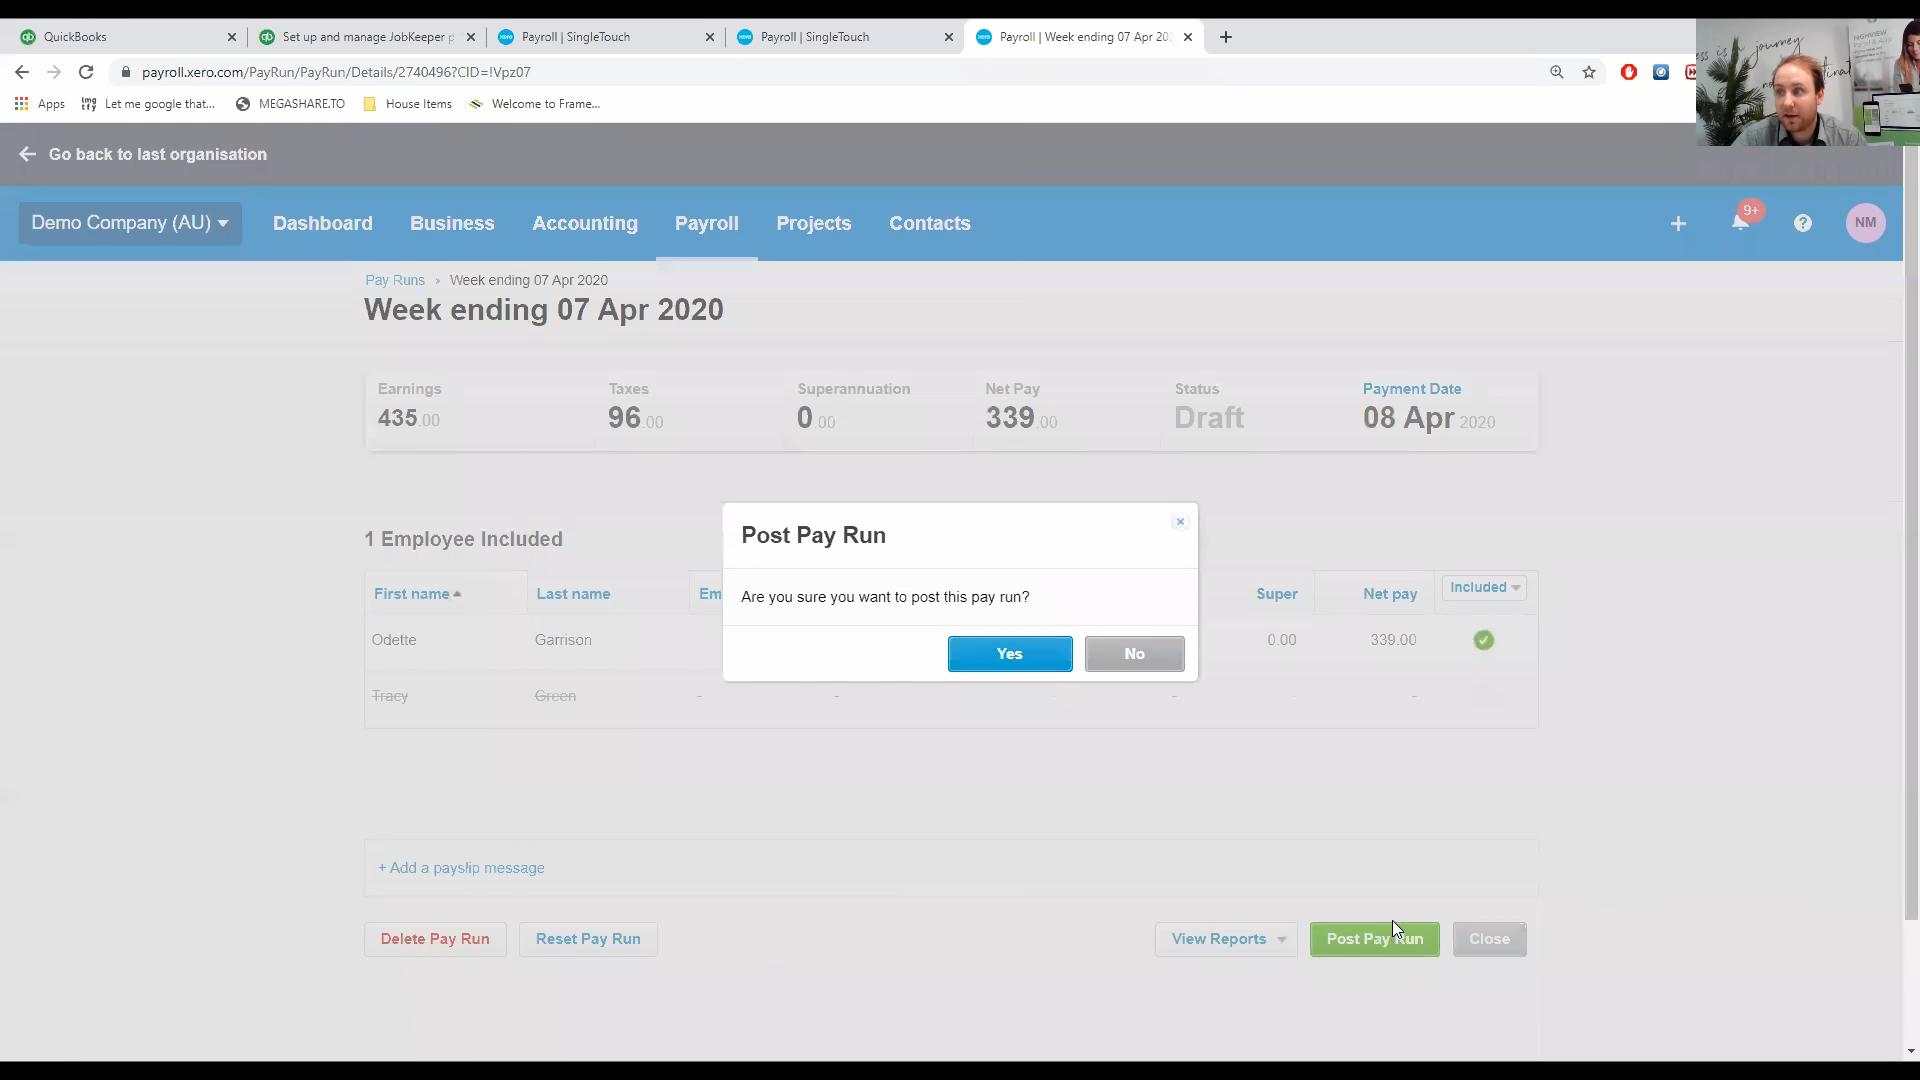 QuickBooks
Set up and manage JobKeeper p
Payroll | SingleTouch
Payroll | SingleTouch
Payroll | Week ending 07 Apr 202
payroll.xero.com/PayRun/PayRun/Details/2740496?CID=!Vpz07
Apps
Let me google that...
MEGASHARE.TO
House Items
Welcome to Frame...
Go back to last organisation
Demo Company (AU)
Dashboard
Business
Accounting
Payroll
Projects
Contacts
9+
NM
Pay Runs › Week ending 07 Apr 2020
Week ending 07 Apr 2020
Earnings
Taxes
Superannuation
Net Pay
Status
Payment Date
435.00
96.00
0.00
339.00
Draft
08 Apr 2020
1 Employee Included
Post Pay Run
Are you sure you want to post this pay run?
Yes
No
First name
Last name
Em
Super
Net pay
Included
Odette
Garrison
0.00
339.00
Tracy
Green
- - - -
+ Add a payslip message
Delete Pay Run
Reset Pay Run
View Reports
Post Pay Run
Close